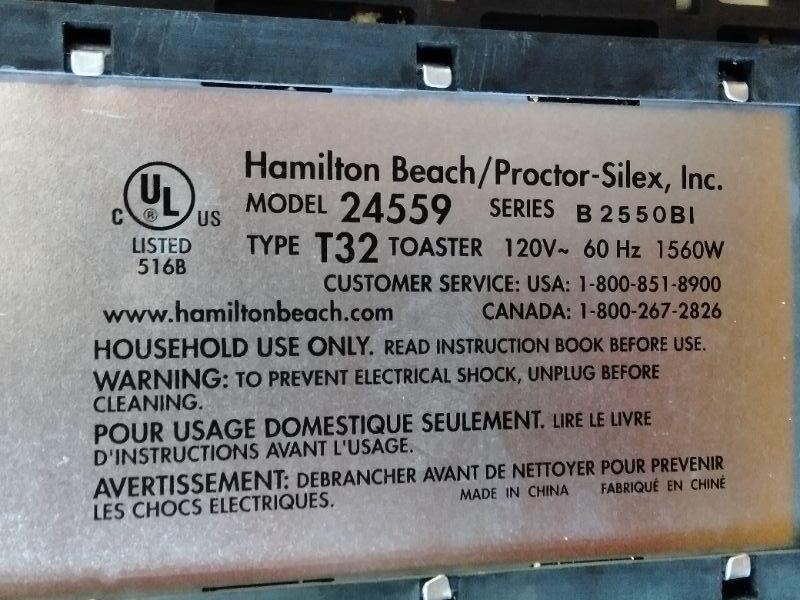 Hamilton Beach/Proctor-Silex, Inc.
C UL ® US
MODEL 24559 SERIES B2550BI
LISTED
516B
TYPE T32 TOASTER 120V~ 60 Hz 1560W
CUSTOMER SERVICE: USA: 1-800-851-8900
www.hamiltonbeach.com CANADA: 1-800-267-2826
HOUSEHOLD USE ONLY. READ INSTRUCTION BOOK BEFORE USE.
WARNING: TO PREVENT ELECTRICAL SHOCK, UNPLUG BEFORE
CLEANING.
POUR USAGE DOMESTIQUE SEULEMENT. LIRE LE LIVRE
D'INSTRUCTIONS AVANT L'USAGE.
AVERTISSEMENT: DEBRANCHER AVANT DE NETTOYER POUR PREVENIR
LES CHOCS ELECTRIQUES. MADE IN CHINA FABRIQUÉ EN CHINÉ